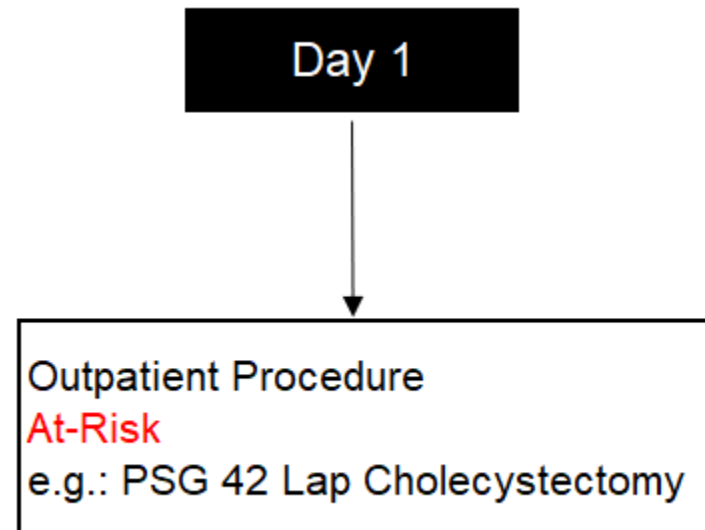 Day 1
Outpatient Procedure
At-Risk
e.g.: PSG 42 Lap Cholecystectomy